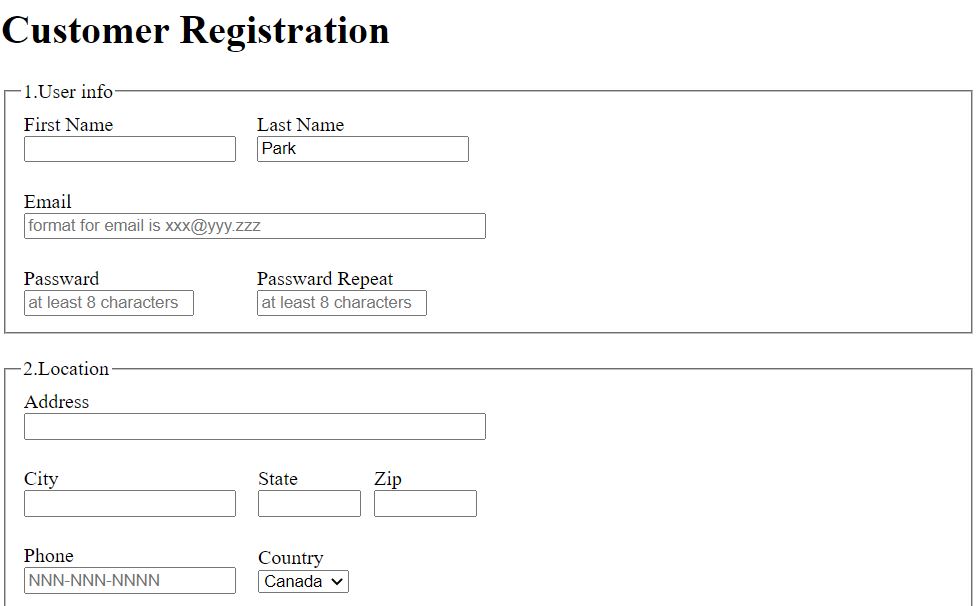 Customer Registration
1.User info
First Name Last Name
Park
Email
format for email is xxx@yyy.zzz
Passward Passward Repeat
at least 8 characters at least 8 characters
2.Location
Address
City State Zip
Phone Country
NNN-NNN-NNNN Canada